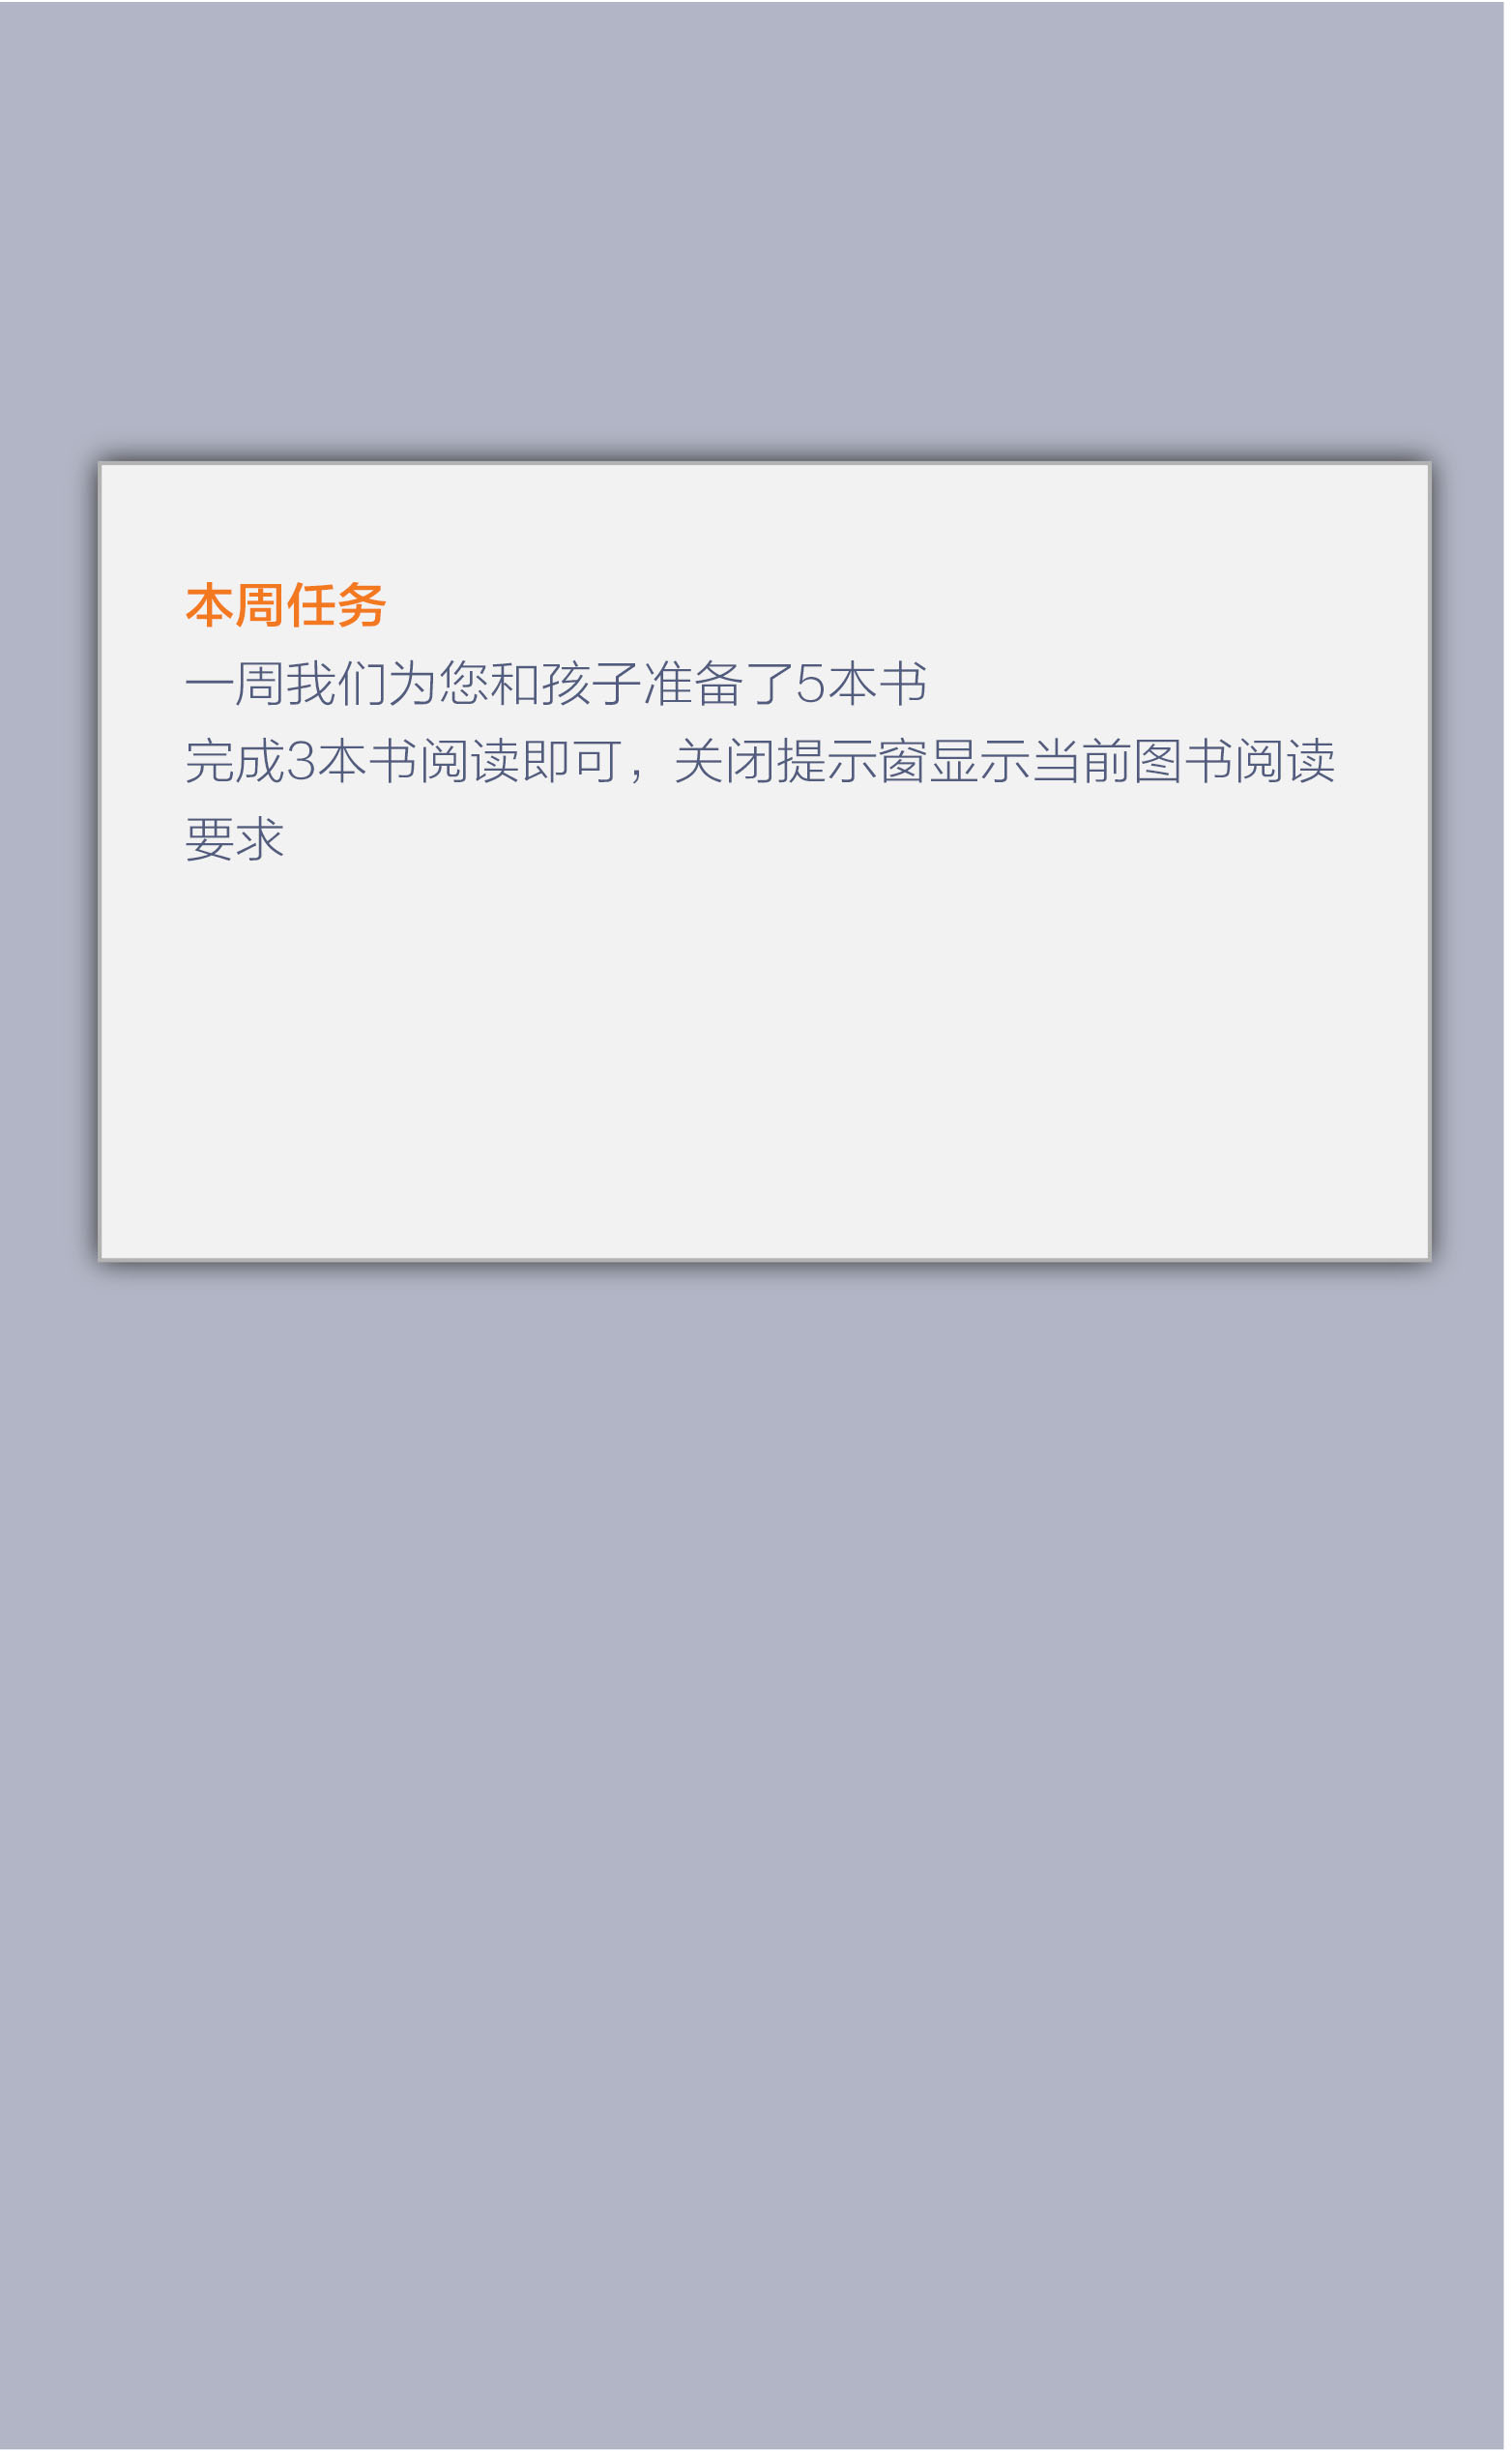 本周任务
一周我们为您和孩子准备了5本书
完成3本书阅读即可，关闭提示窗显示当前图书阅读
要求